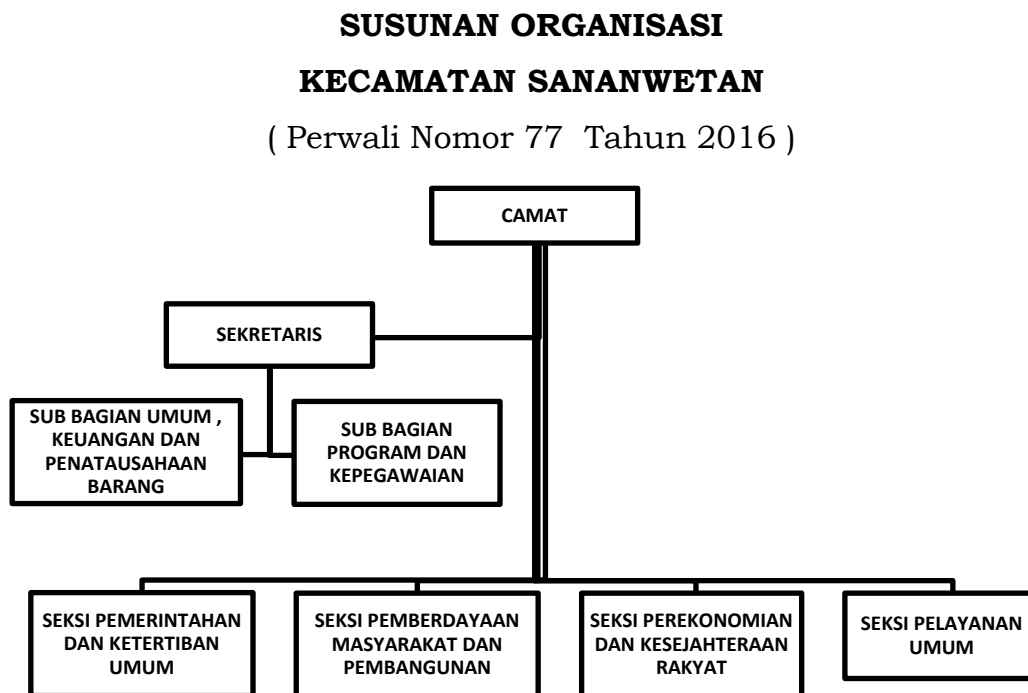 SUSUNAN ORGANISASI
KECAMATAN SANANWETAN
( Perwali Nomor 77 Tahun 2016 )
CAMAT
SEKRETARIS
SUB BAGIAN UMUM ,
KEUANGAN DAN
PENATAUSAHAAN
BARANG
SUB BAGIAN
PROGRAM DAN
KEPEGAWAIAN
SEKSI PEMERINTAHAN
DAN KETERTIBAN
UMUM
SEKSI PEMBERDAYAAN
MASYARAKAT DAN
PEMBANGUNAN
SEKSI PEREKONOMIAN
DAN KESEJAHTERAAN
RAKYAT
SEKSI PELAYANAN
UMUM